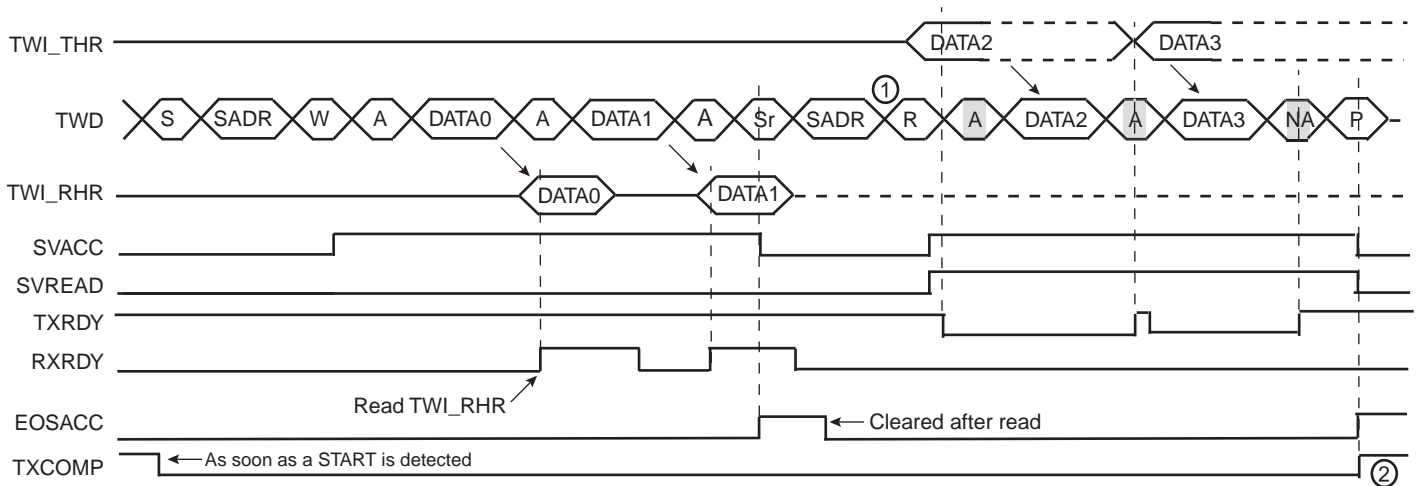 TWI_THR DATA2 DATA3
①
TWD S SADR W A DATA0 A DATA1 A Sr SADR R A DATA2 A DATA3 NA P
TWI_RHR DATA0 DATA1
SVACC
SVREAD
TXRDY
RXRDY
Read TWI_RHR
EOSACC Cleared after read
TXCOMP As soon as a START is detected ②